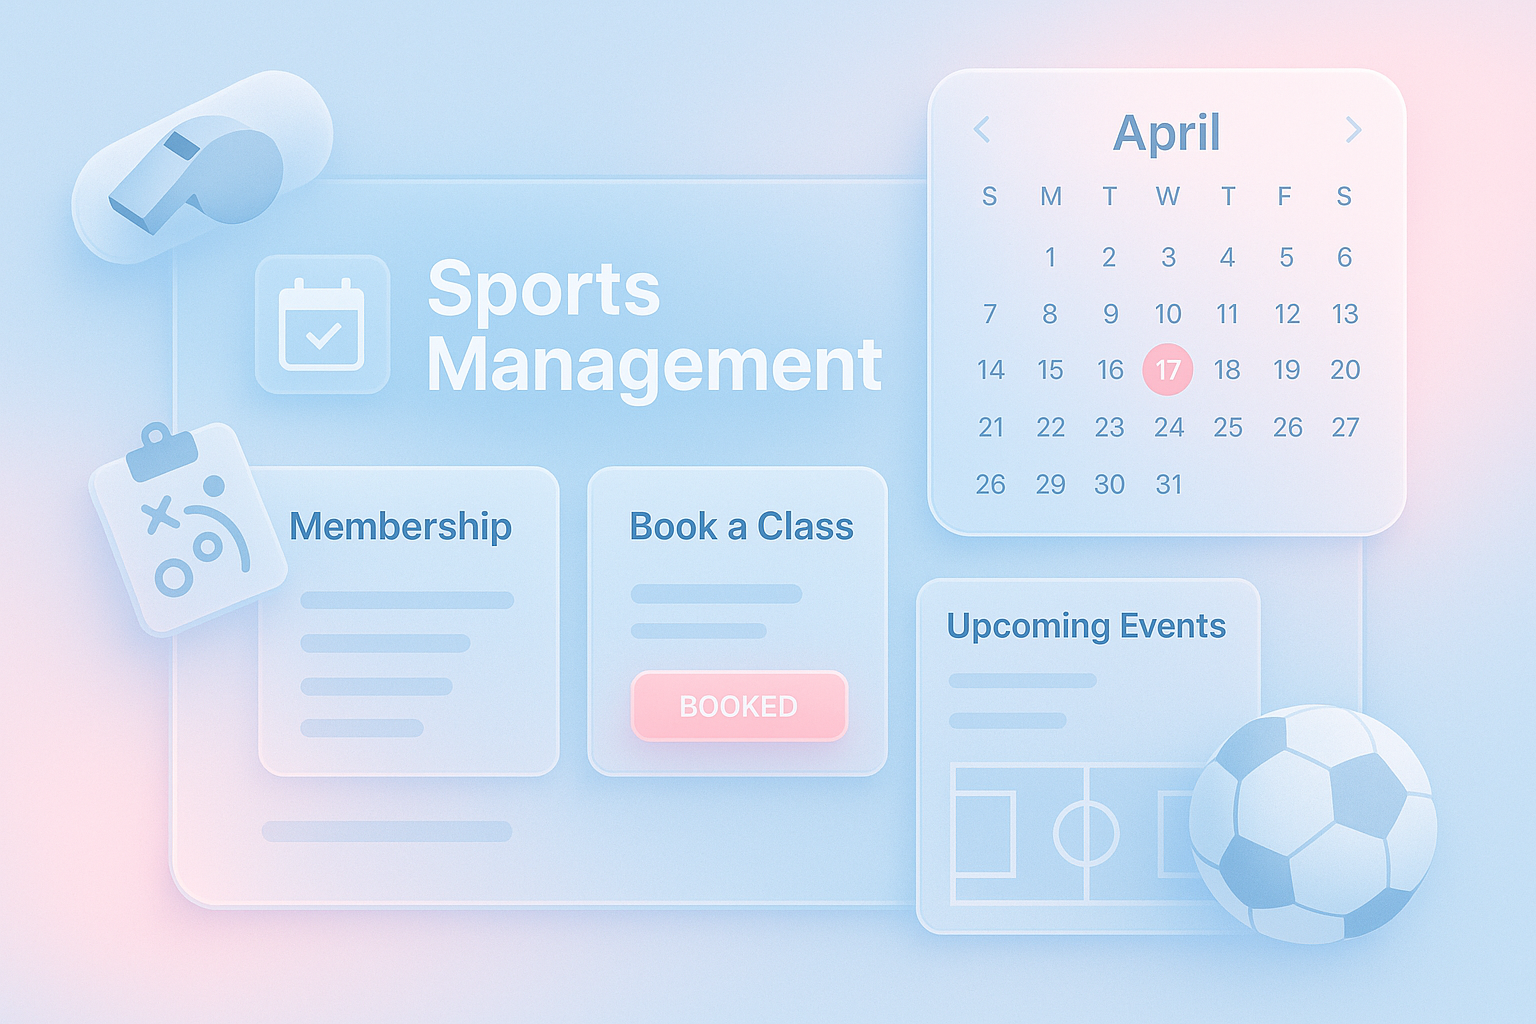 Sports
Management
April
S M T W T F S
1 2 3 4 5 6
7 8 9 10 11 12 13
14 15 16 17 18 19 20
21 22 23 24 25 26 27
26 29 30 31
Membership
Book a Class
BOOKED
Upcoming Events